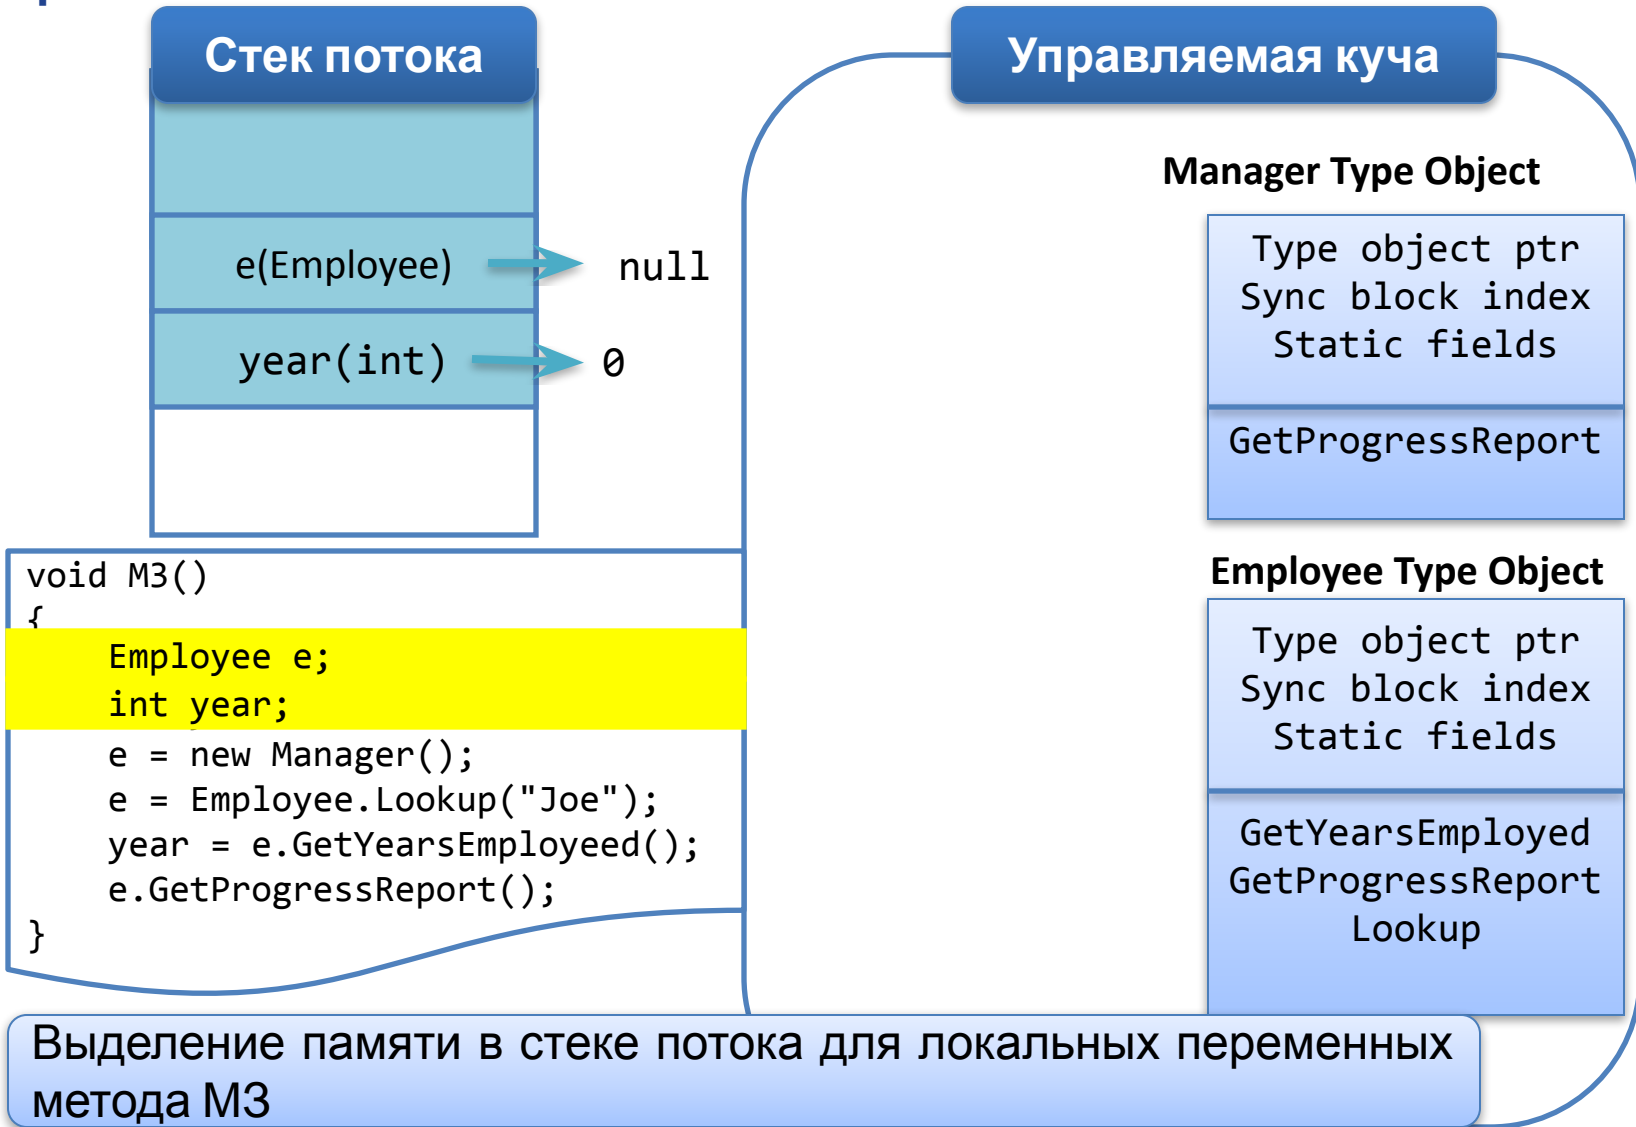 Стек потока
Управляемая куча
e(Employee)
null
year(int)
0
Manager Type Object
Type object ptr
Sync block index
Static fields
GetProgressReport
Employee Type Object
Type object ptr
Sync block index
Static fields
GetYearsEmployed
GetProgressReport
Lookup
void M3()
{
Employee e;
int year;
e = new Manager();
e = Employee.Lookup("Joe");
year = e.GetYearsEmployeed();
e.GetProgressReport();
}
Выделение памяти в стеке потока для локальных переменных
метода М3